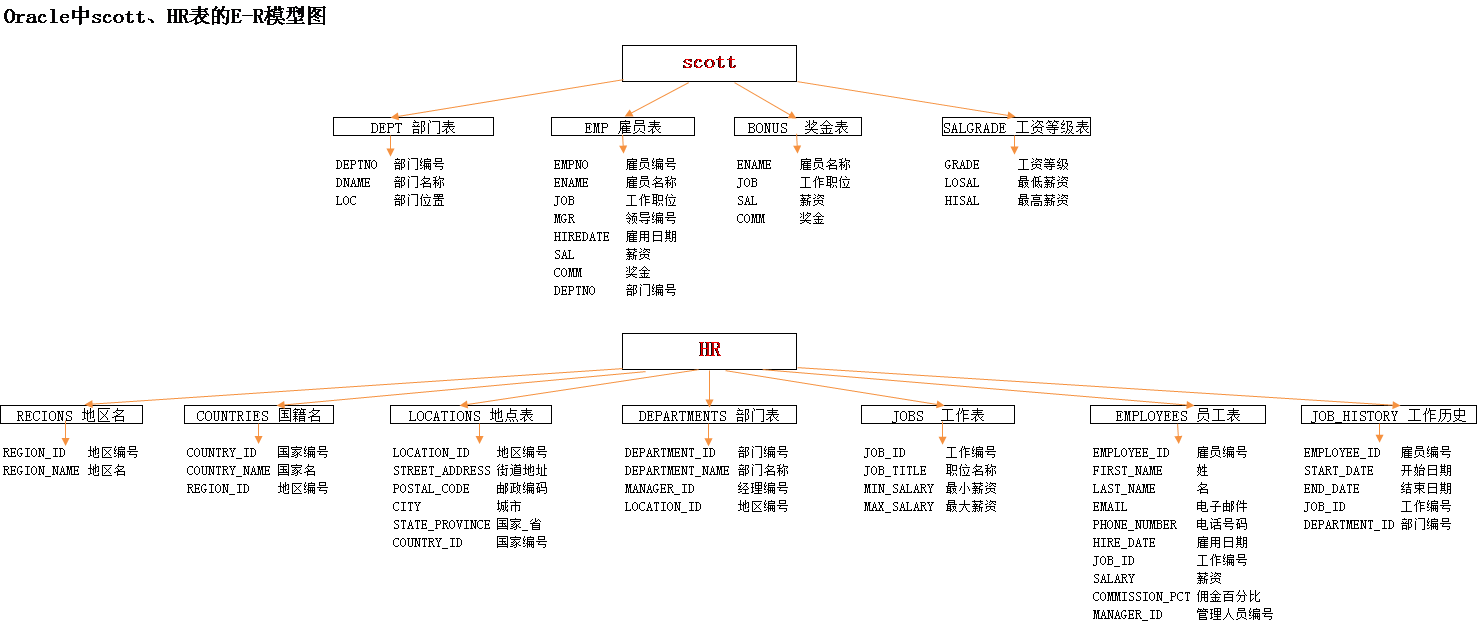 Oracle中scott、HR表的E-R模型图
scott
DEPT 部门表
DEPTNO 部门编号
DNAME 部门名称
LOC 部门位置
EMP 雇员表
EMPNO 雇员编号
ENAME 雇员名称
JOB 工作职位
MGR 领导编号
HIREDATE 雇用日期
SAL 薪资
COMM 奖金
DEPTNO 部门编号
BONUS 奖金表
ENAME 雇员名称
JOB 工作职位
SAL 薪资
COMM 奖金
SALGRADE 工资等级表
GRADE 工资等级
LOSAL 最低薪资
HISAL 最高薪资
HR
RECIONS 地区名
REGION_ID 地区编号
REGION_NAME 地区名
COUNTRIES 国籍名
COUNTRY_ID 国家编号
COUNTRY_NAME 国家名
REGION_ID 地区编号
LOCATIONS 地点表
LOCATION_ID 地区编号
STREET_ADDRESS 街道地址
POSTAL_CODE 邮政编码
CITY 城市
STATE_PROVINCE 国家_省
COUNTRY_ID 国家编号
DEPARTMENTS 部门表
DEPARTMENT_ID 部门编号
DEPARTMENT_NAME 部门名称
MANAGER_ID 经理编号
LOCATION_ID 地区编号
JOBS 工作表
JOB_ID 工作编号
JOB_TITLE 职位名称
MIN_SALARY 最小薪资
MAX_SALARY 最大薪资
EMPLOYEES 员工表
EMPLOYEE_ID 雇员编号
FIRST_NAME 姓
LAST_NAME 名
EMAIL 电子邮件
PHONE_NUMBER 电话号码
HIRE_DATE 雇用日期
JOB_ID 工作编号
SALARY 薪资
COMMISSION_PCT 佣金百分比
MANAGER_ID 管理人员编号
JOB_HISTORY 工作历史
EMPLOYEE_ID 雇员编号
START_DATE 开始日期
END_DATE 结束日期
JOB_ID 工作编号
DEPARTMENT_ID 部门编号